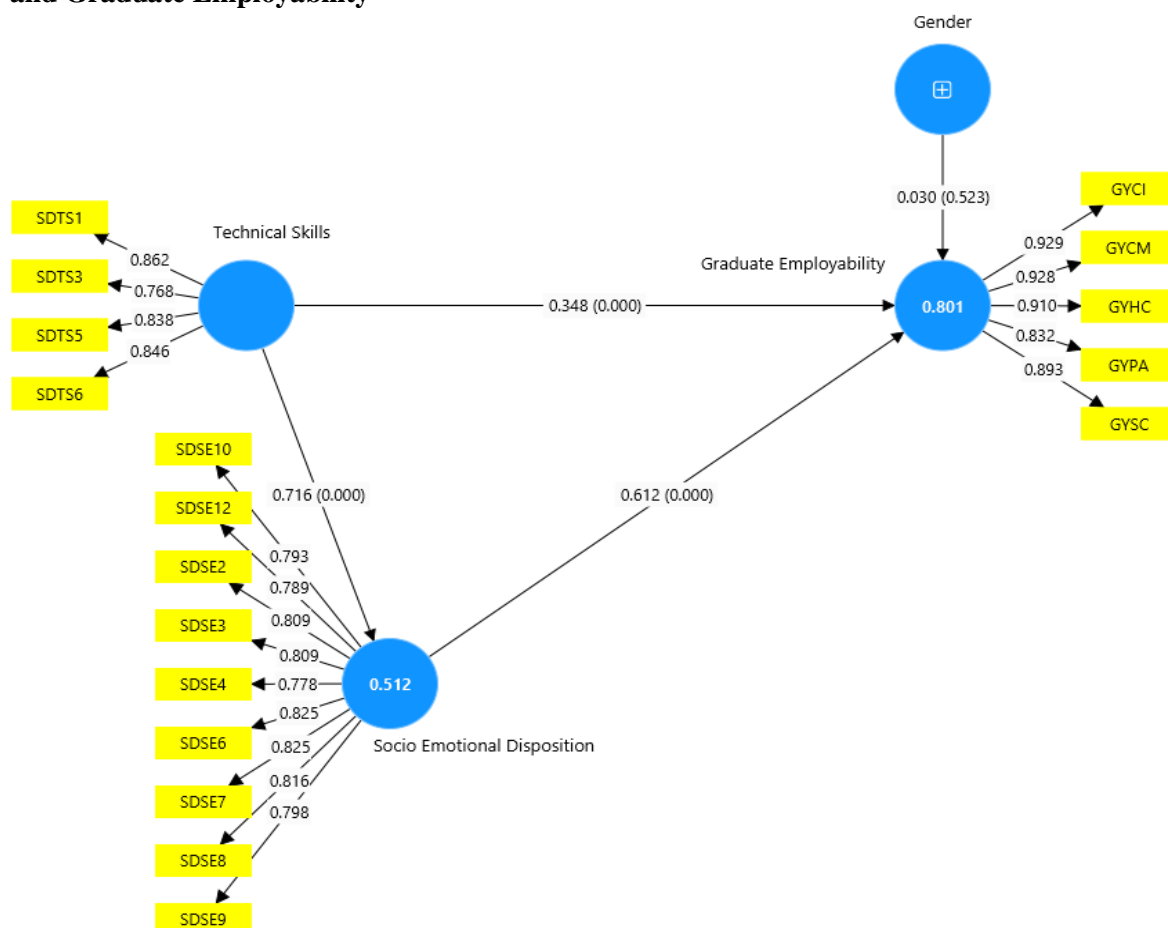 and Graduate Employability
Gender
0.030 (0.523)
SDTS1
SDTS3
SDTS5
SDTS6
0.862
0.768
0.838
0.846
Technical Skills
0.348 (0.000)
Graduate Employability
0.801
0.929
0.928
0.910
0.832
0.893
GYCI
GYCM
GYHC
GYPA
GYSC
0.716 (0.000)
0.612 (0.000)
SDSE10
SDSE12
SDSE2
SDSE3
SDSE4
SDSE6
SDSE7
SDSE8
SDSE9
0.793
0.789
0.809
0.809
0.778
0.825
0.825
0.816
0.798
0.512
Socio Emotional Disposition